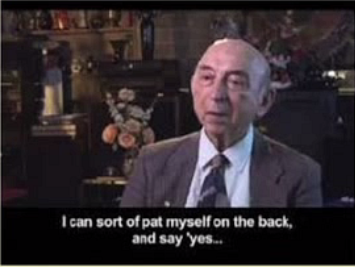 I can sort of pat myself on the back,
and say 'yes...